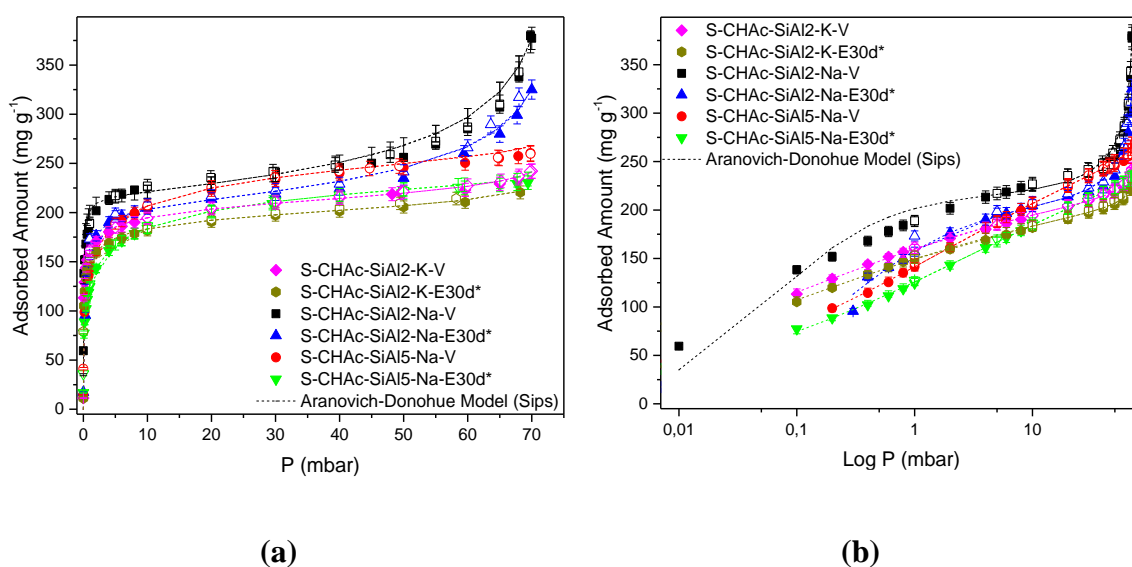 Adsorbed Amount (mg g⁻¹)
350
300
250
200
150
100
50
0
S-CHAc-SiAl2-K-V
S-CHAc-SiAl2-K-E30d*
S-CHAc-SiAl2-Na-V
S-CHAc-SiAl2-Na-E30d*
S-CHAc-SiAl5-Na-V
S-CHAc-SiAl5-Na-E30d*
Aranovich-Donohue Model (Sips)
0 10 20 30 40 50 60 70
P (mbar)
(a)
Adsorbed Amount (mg g⁻¹)
350
300
250
200
150
100
50
0
S-CHAc-SiAl2-K-V
S-CHAc-SiAl2-K-E30d*
S-CHAc-SiAl2-Na-V
S-CHAc-SiAl2-Na-E30d*
S-CHAc-SiAl5-Na-V
S-CHAc-SiAl5-Na-E30d*
Aranovich-Donohue Model (Sips)
0,01 0,1 1 10
Log P (mbar)
(b)